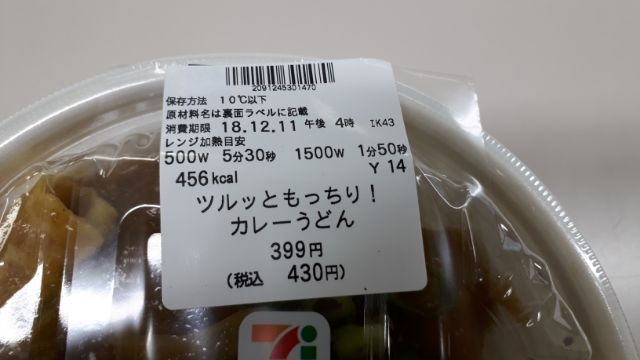 2091245301470
保存方法 10℃以下
原材料名は裏面ラベルに記載
消費期限 18.12.11 午後 4時 IK43
レンジ加熱目安
500W 5分30秒 1500W 1分50秒
456kcal Y 14
ツルッともっちり！
カレーうどん
399円
(税込 430円)
7i